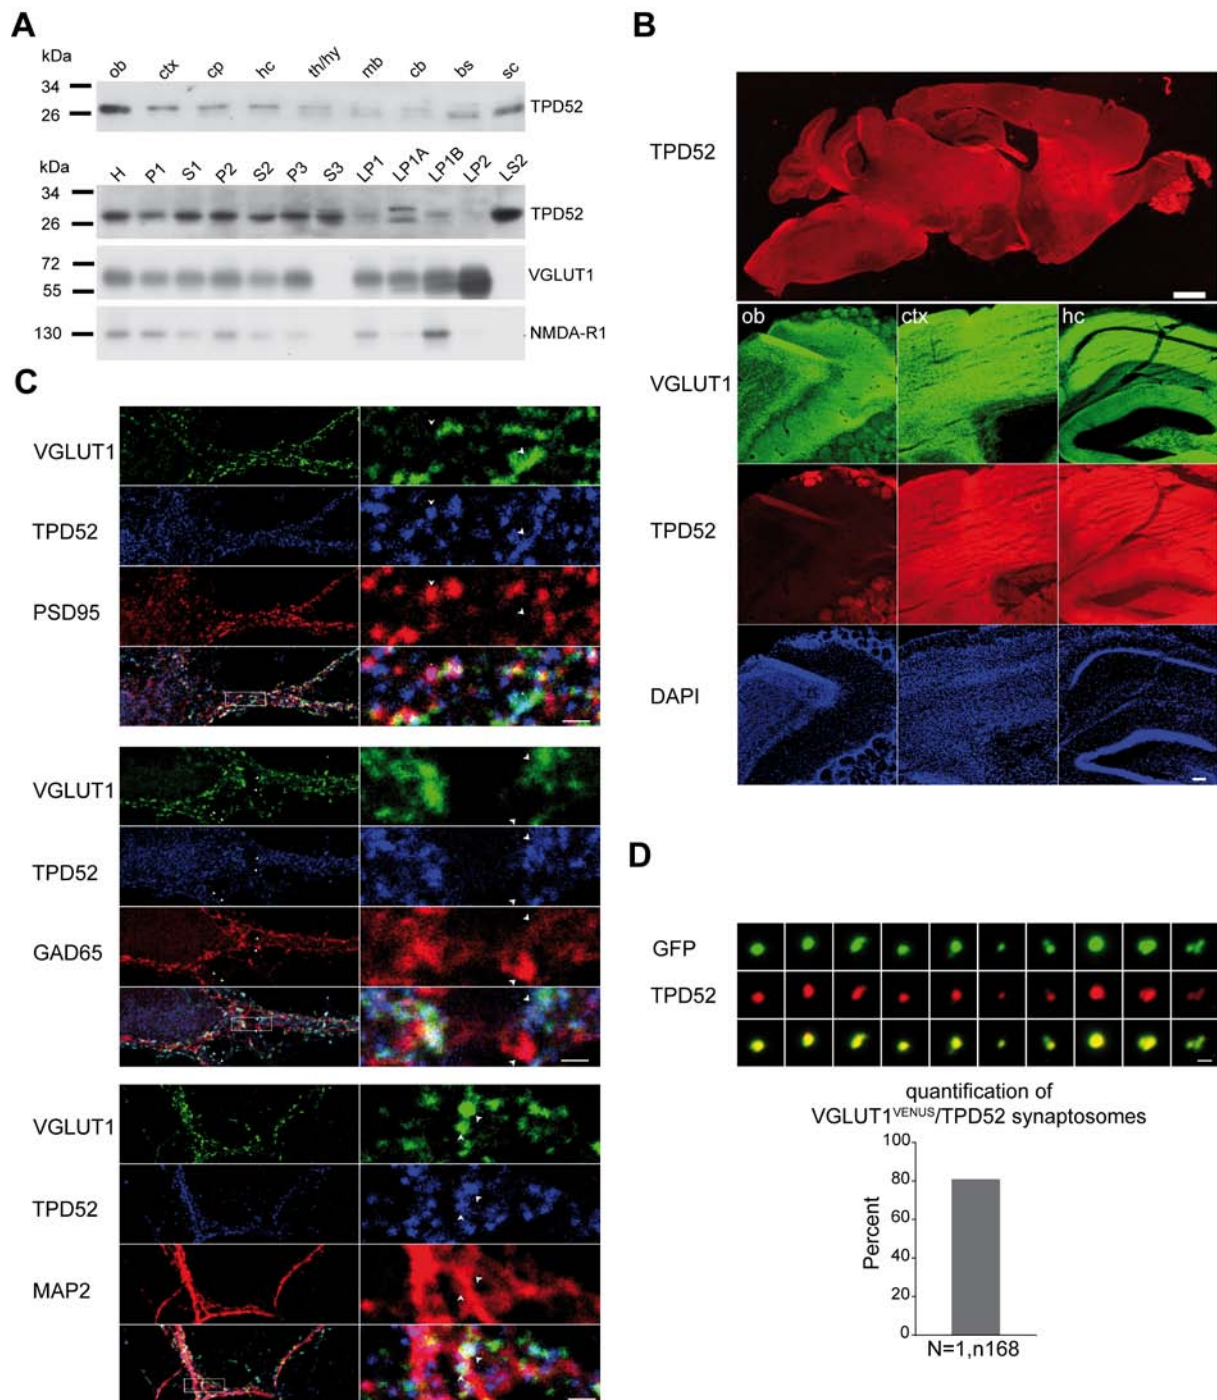 A
kDa
ob ctx cp hc th/hy mb cb bs sc
34
26
TPD52
kDa
H P1 S1 P2 S2 P3 S3 LP1 LP1A LP1B LP2 LS2
34
26
TPD52
72
55
VGLUT1
130
NMDA-R1
B
TPD52
ob ctx hc
VGLUT1
TPD52
DAPI
C
VGLUT1
TPD52
PSD95
VGLUT1
TPD52
GAD65
VGLUT1
TPD52
MAP2
D
GFP
TPD52
quantification of
VGLUT1VENUS/TPD52 synaptosomes
100
80
60
40
20
0
Percent
N=1,n168